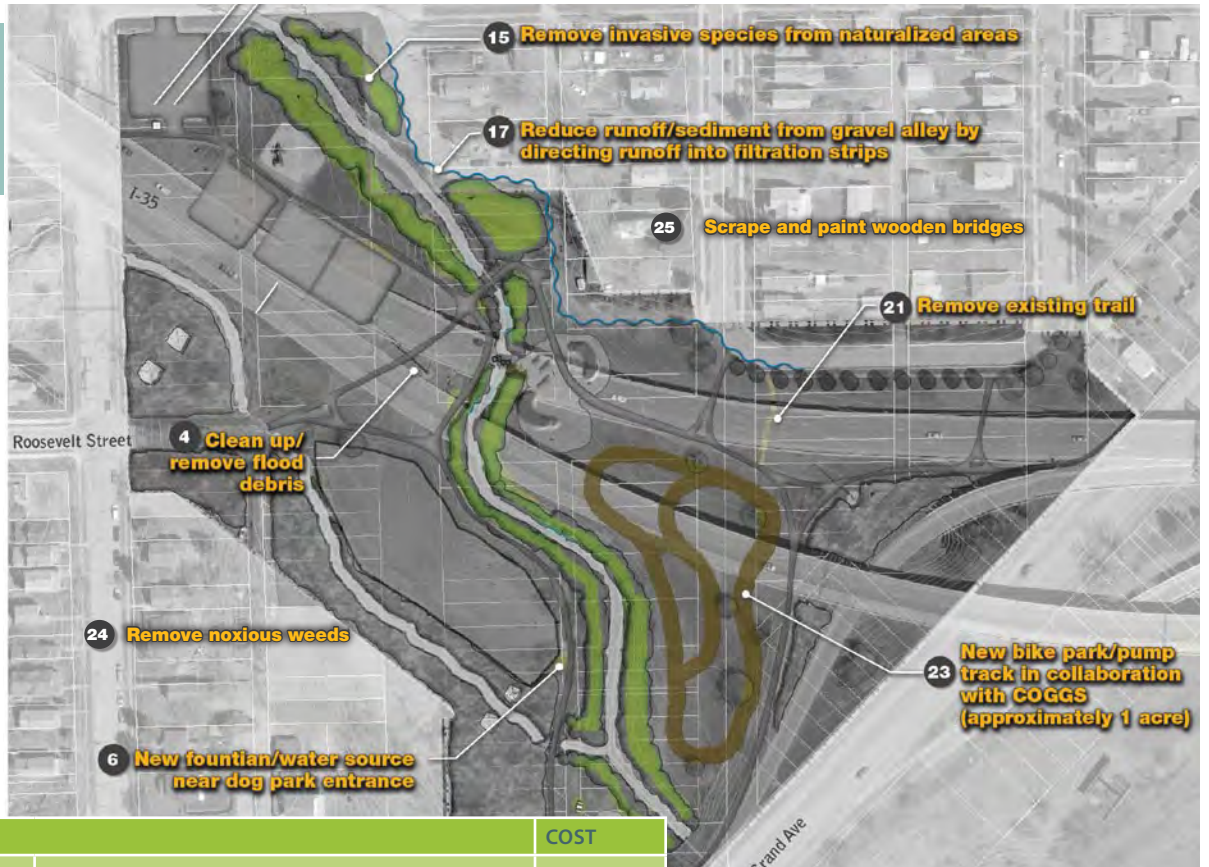 15 Remove invasive species from naturalized areas
17 Reduce runoff/sediment from gravel alley by
directing runoff into filtration strips
I-35
25 Scrape and paint wooden bridges
21 Remove existing trail
Roosevelt Street
4 Clean up/
remove flood
debris
24 Remove noxious weeds
23 New bike park/pump
track in collaboration
with COGGS
(approximately 1 acre)
6 New fountian/water source
near dog park entrance
Grand Ave
COST